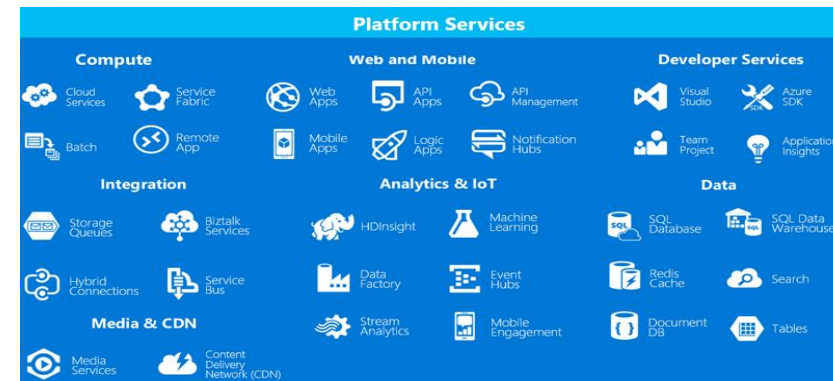 Platform Services
Compute
Cloud
Services
Service
Fabric
Batch
Remote
App
Web and Mobile
Web
Apps
API
Apps
API
Management
Mobile
Apps
Logic
Apps
Notification
Hubs
Developer Services
Visual
Studio
Azure
SDK
SDK
Team
Project
Application
Insights
Integration
Storage
Queues
Biztalk
Services
Hybrid
Connections
Service
Bus
Analytics & IoT
HDInsight
Machine
Learning
Data
Factory
Event
Hubs
Stream
Analytics
Mobile
Engagement
Data
SQL
SQL
Database
SQL
SQL Data
Warehouse
Redis
Cache
Search
{ }
Document
DB
Tables
Media & CDN
Media
Services
Content
Delivery
Network (CDN)